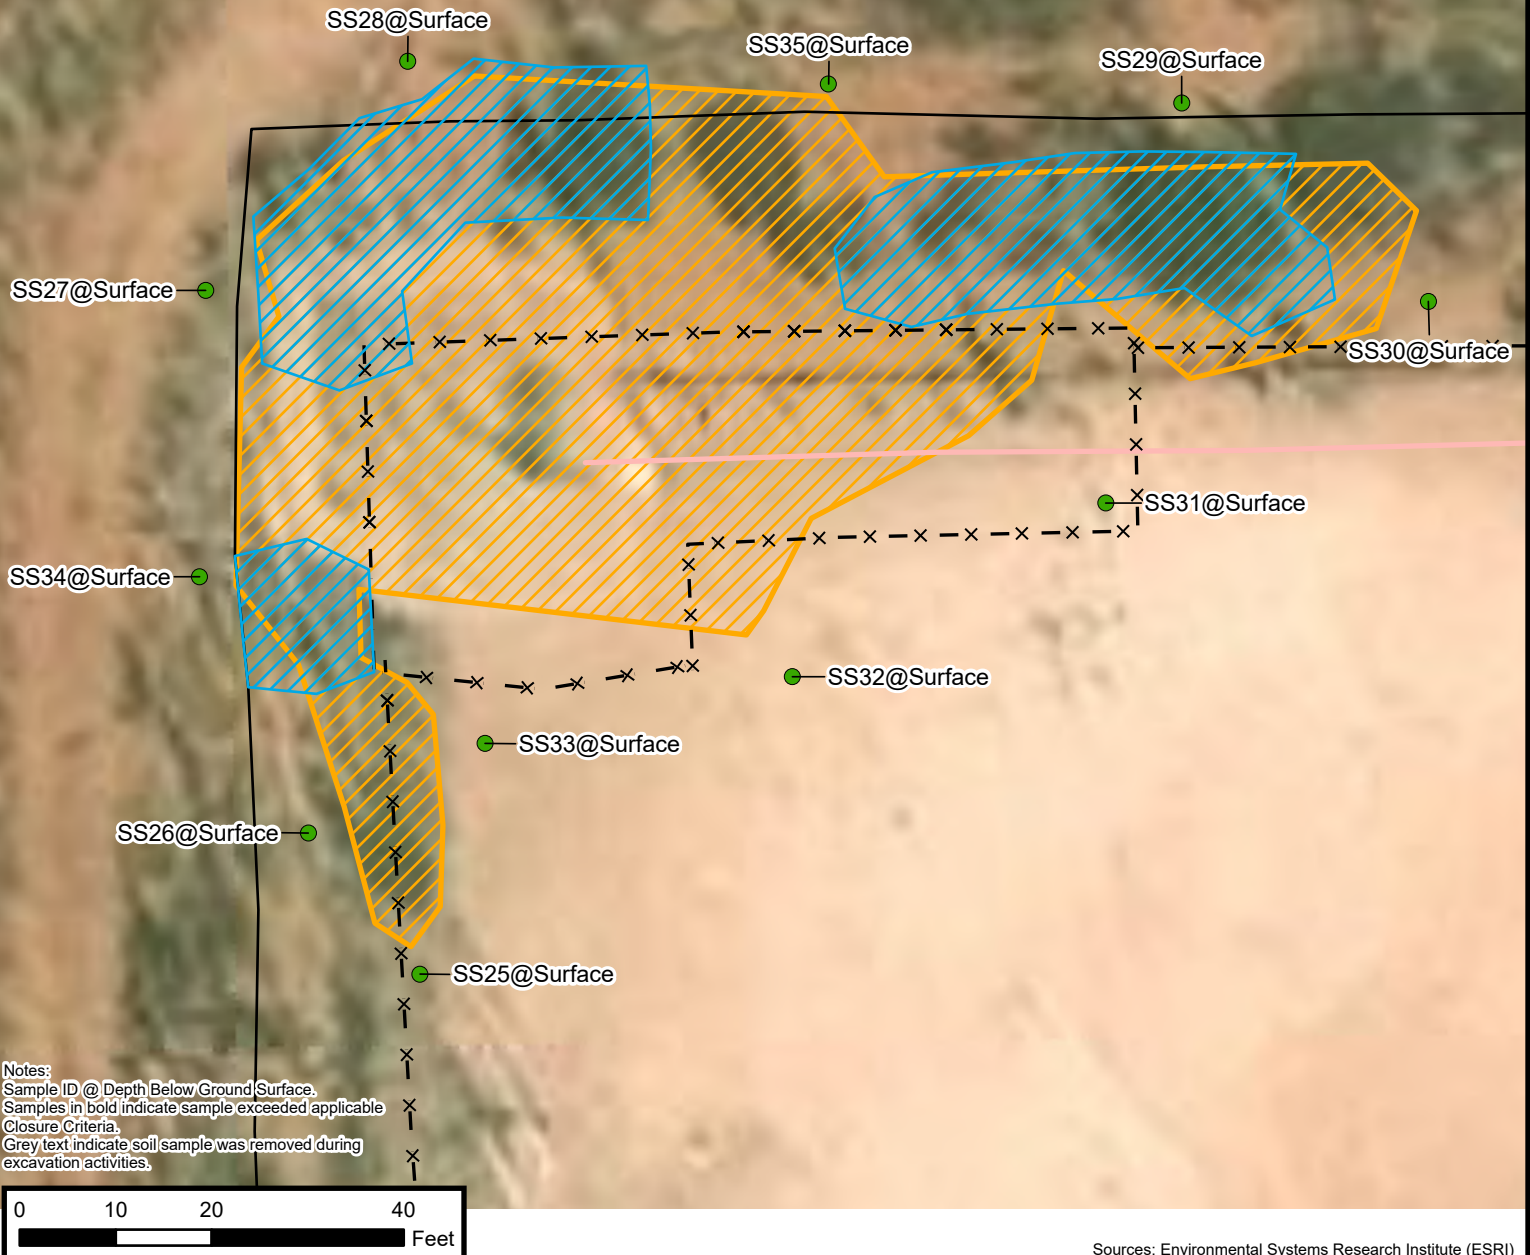 SS28@Surface
SS35@Surface
SS29@Surface
SS27@Surface
SS30@Surface
SS31@Surface
SS34@Surface
SS32@Surface
SS33@Surface
SS26@Surface
SS25@Surface
Notes:
Sample ID @ Depth Below Ground Surface.
Samples in bold indicate sample exceeded applicable
Closure Criteria.
Grey text indicate soil sample was removed during
excavation activities.
0 10 20 40
Feet
Sources: Environmental Systems Research Institute (ESRI)